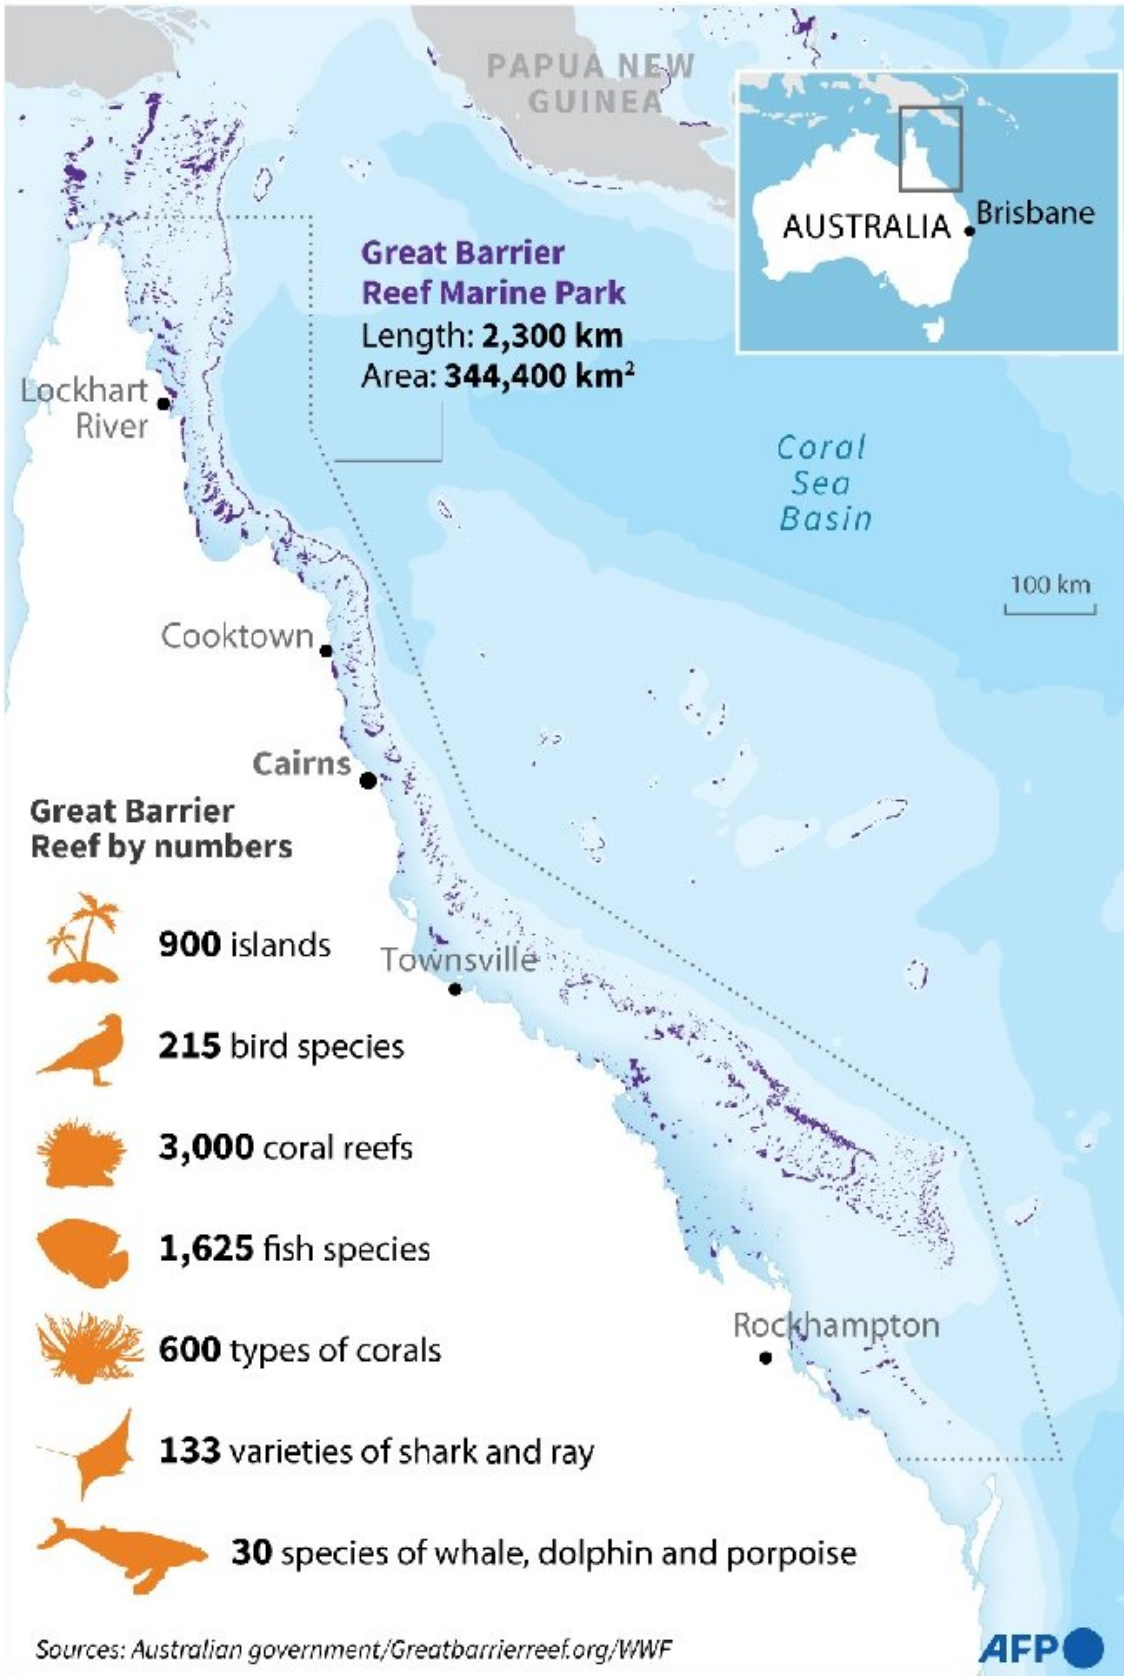 PAPUA NEW
GUINEA
AUSTRALIA
Brisbane
Great Barrier
Reef Marine Park
Length: 2,300 km
Area: 344,400 km²
Lockhart
River
Coral
Sea
Basin
100 km
Cooktown
Cairns
Great Barrier
Reef by numbers
900 islands
Townsville
215 bird species
3,000 coral reefs
1,625 fish species
Rockhampton
600 types of corals
133 varieties of shark and ray
30 species of whale, dolphin and porpoise
Sources: Australian government/Greatbarrierreef.org/WWF
AFP